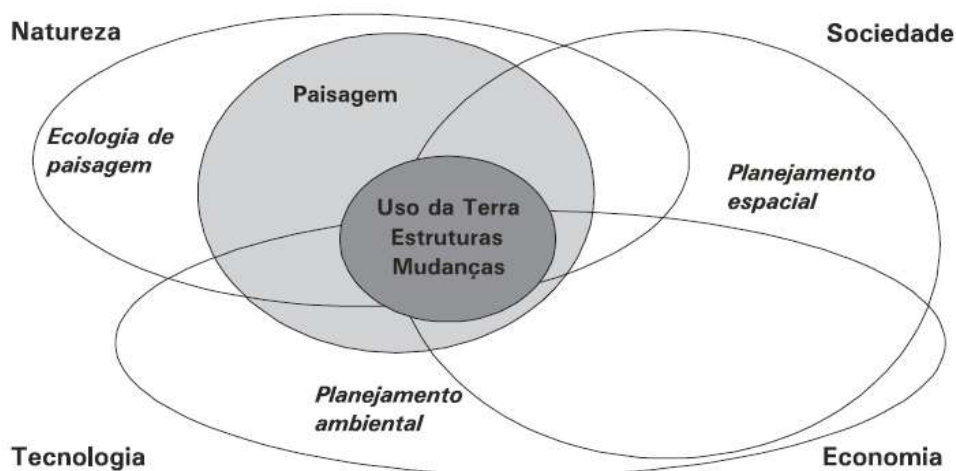 Natureza
Sociedade
Paisagem
Ecologia de
paisagem
Planejamento
espacial
Uso da Terra
Estruturas
Mudanças
Planejamento
ambiental
Tecnologia
Economia